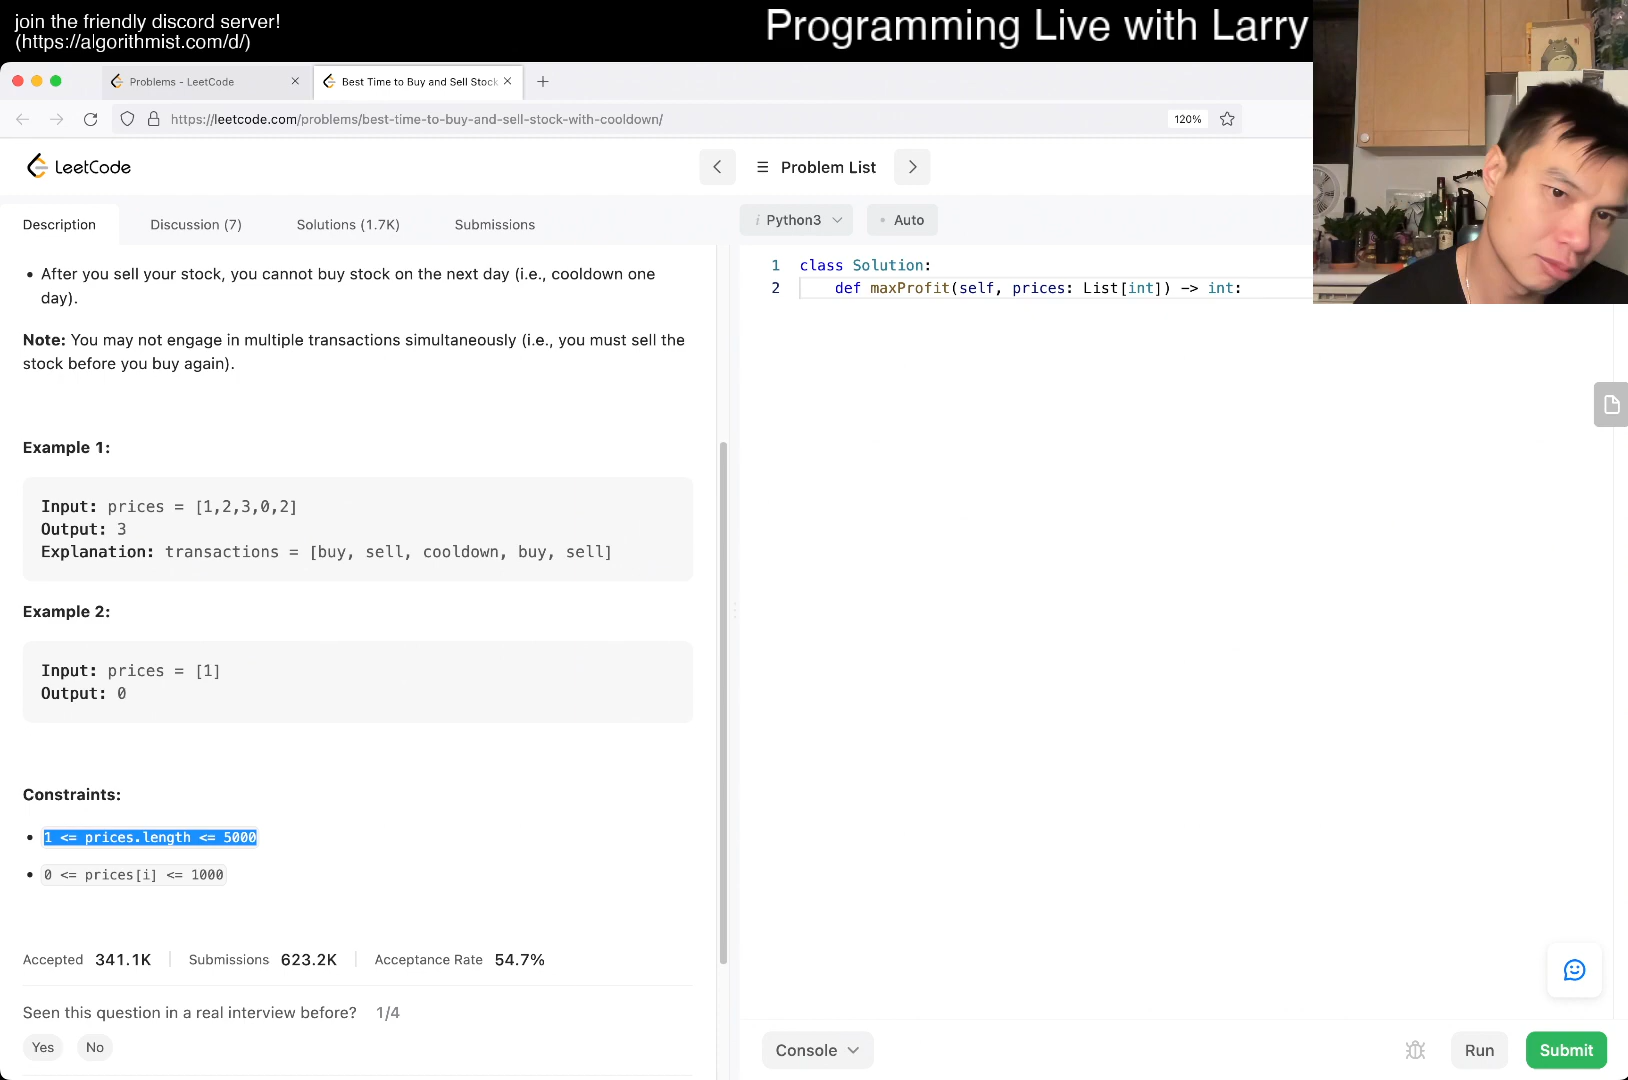 join the friendly discord server!
(https://algorithmist.com/d/)
Programming Live with Larry
Problems - LeetCode
Best Time to Buy and Sell Stock
https://leetcode.com/problems/best-time-to-buy-and-sell-stock-with-cooldown/
120%
LeetCode
Problem List
Description
Discussion (7)
Solutions (1.7K)
Submissions
i Python3
Auto
• After you sell your stock, you cannot buy stock on the next day (i.e., cooldown one
day).
Note: You may not engage in multiple transactions simultaneously (i.e., you must sell the
stock before you buy again).
Example 1:
Input: prices = [1,2,3,0,2]
Output: 3
Explanation: transactions = [buy, sell, cooldown, buy, sell]
Example 2:
Input: prices = [1]
Output: 0
Constraints:
• 1 <= prices.length <= 5000
• 0 <= prices[i] <= 1000
Accepted 341.1K
Submissions 623.2K
Acceptance Rate 54.7%
Seen this question in a real interview before? 1/4
Yes
No
1 class Solution:
2 def maxProfit(self, prices: List[int]) -> int:
Console
Run
Submit